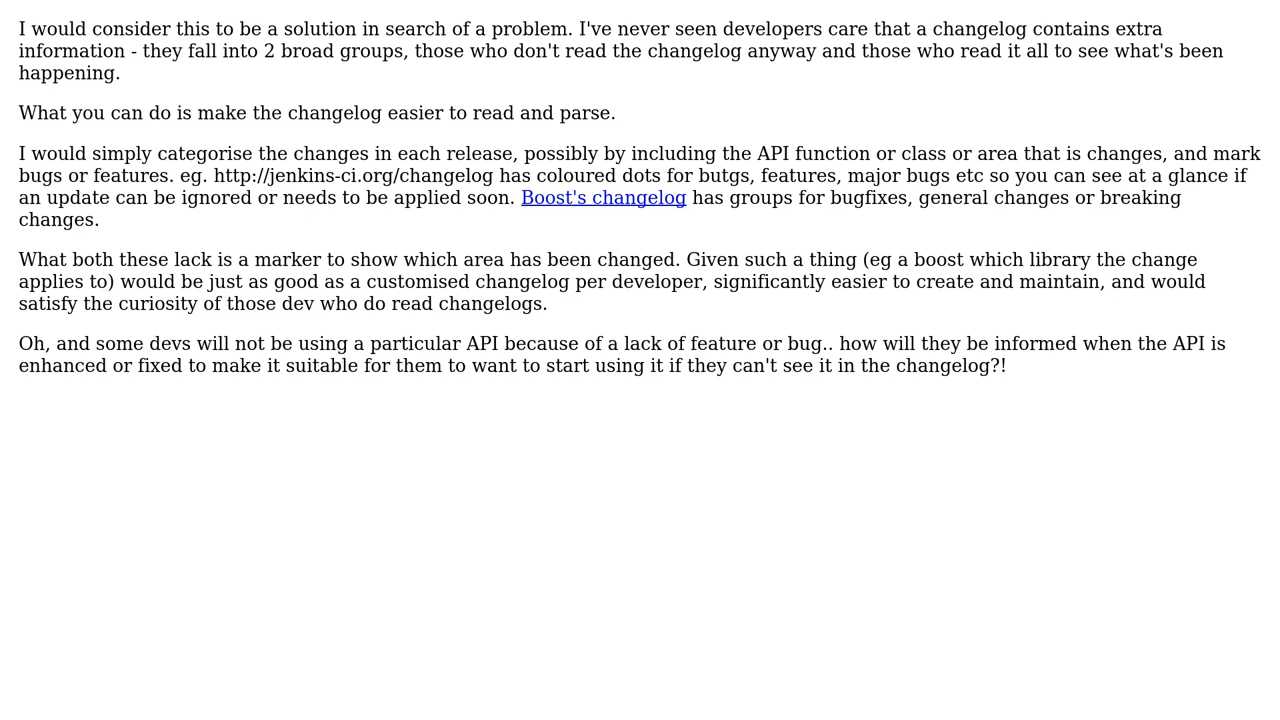 I would consider this to be a solution in search of a problem. I've never seen developers care that a changelog contains extra
information - they fall into 2 broad groups, those who don't read the changelog anyway and those who read it all to see what's been
happening.
What you can do is make the changelog easier to read and parse.
I would simply categorise the changes in each release, possibly by including the API function or class or area that is changes, and mark
bugs or features. eg. http://jenkins-ci.org/changelog has coloured dots for butgs, features, major bugs etc so you can see at a glance if
an update can be ignored or needs to be applied soon. Boost's changelog has groups for bugfixes, general changes or breaking
changes.
What both these lack is a marker to show which area has been changed. Given such a thing (eg a boost which library the change
applies to) would be just as good as a customised changelog per developer, significantly easier to create and maintain, and would
satisfy the curiosity of those dev who do read changelogs.
Oh, and some devs will not be using a particular API because of a lack of feature or bug.. how will they be informed when the API is
enhanced or fixed to make it suitable for them to want to start using it if they can't see it in the changelog?!